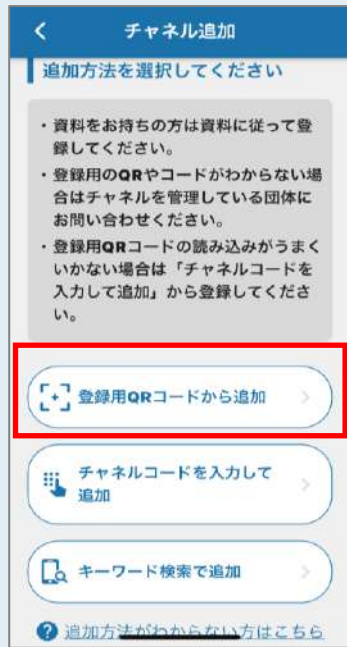 チャネル追加
追加方法を選択してください
・資料をお持ちの方は資料に従って登
録してください。
・登録用のQRやコードがわからない場
合はチャネルを管理している団体に
お問い合わせください。
・登録用QRコードの読み込みがうまく
いかない場合は「チャネルコードを
入力して追加」から登録してくださ
い。
登録用QRコードから追加
チャネルコードを入力して
追加
キーワード検索で追加
追加方法がわからない方はこちら